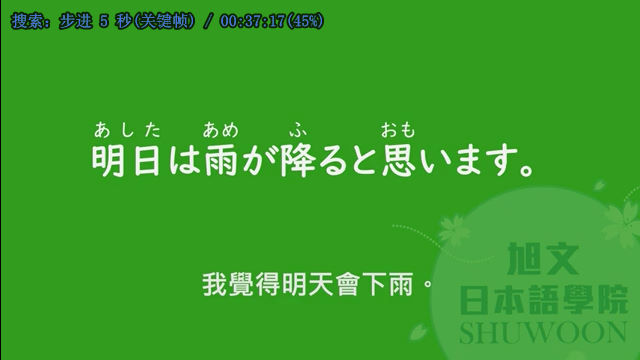 搜索: 步进 5 秒(关键帧) / 00:37:17(45%)
あした あめ ふ おも
明日は雨が降ると思います。
我覺得明天會下雨。
旭文
日本語學院
SHUWOON